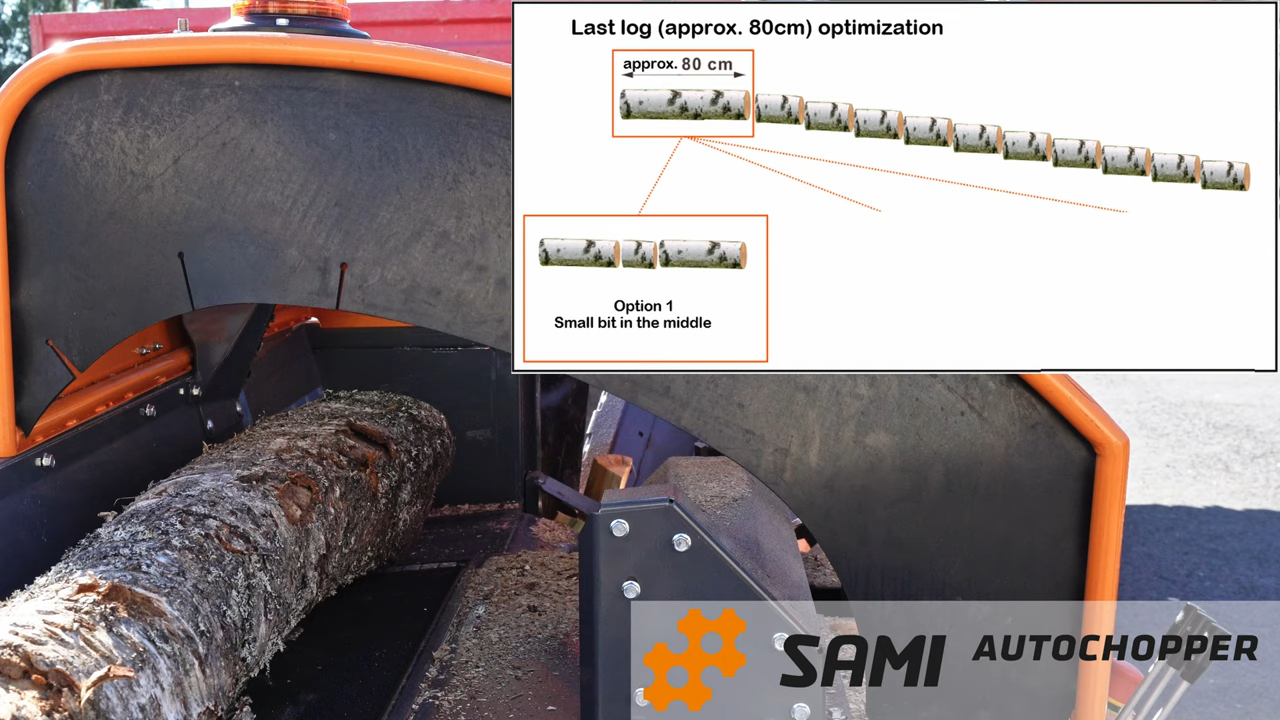 Last log (approx. 80cm) optimization
approx. 80 cm
Option 1
Small bit in the middle
SAMI AUTOCHOPPER